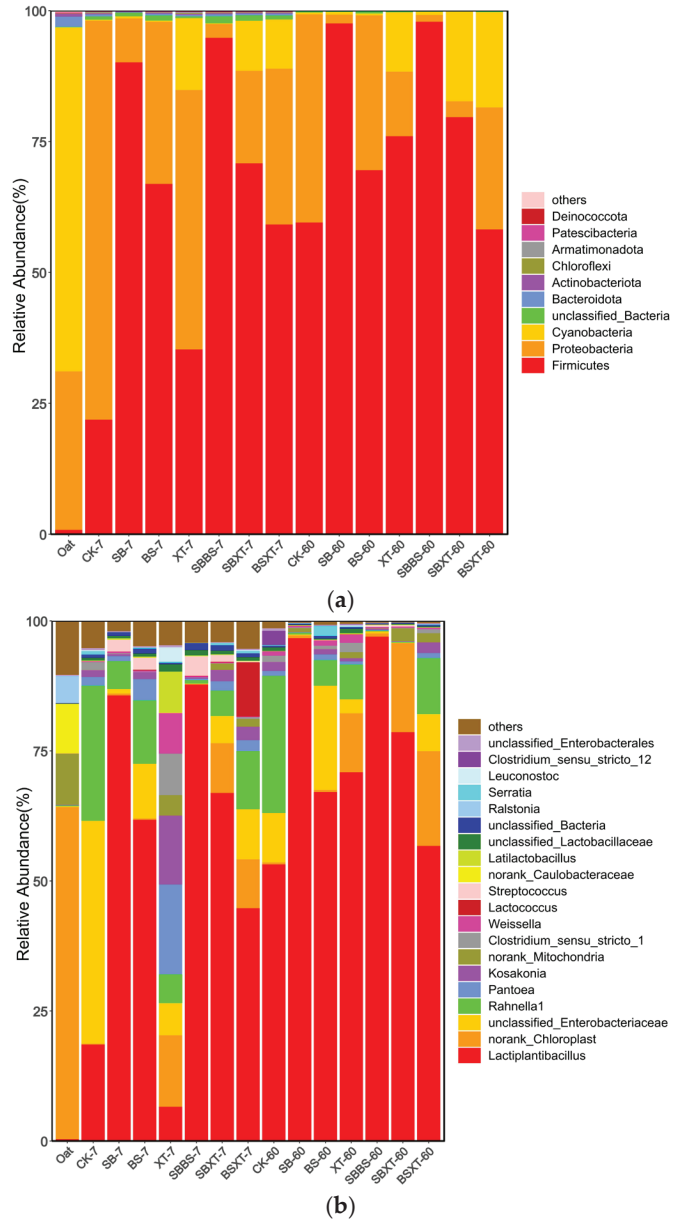 100
75
50
25
0
Relative Abundance(%)
others
Deinococcota
Patescibacteria
Armatimonadota
Chloroflexi
Actinobacteriota
Bacteroidota
unclassified_Bacteria
Cyanobacteria
Proteobacteria
Firmicutes
Oat
CK-7
SB-7
BS-7
XT-7
SBBS-7
SBXT-7
BSXT-7
CK-60
SB-60
BS-60
XT-60
SBBS-60
SBXT-60
BSXT-60
(a)
100
75
50
25
0
Relative Abundance(%)
others
unclassified_Enterobacterales
Clostridium_sensu_stricto_12
Leuconostoc
Serratia
Ralstonia
unclassified_Bacteria
unclassified_Lactobacillaceae
Latilactobacillus
norank_Caulobacteraceae
Streptococcus
Lactococcus
Weissella
Clostridium_sensu_stricto_1
norank_Mitochondria
Kosakonia
Pantoea
Rahnella1
unclassified_Enterobacteriaceae
norank_Chloroplast
Lactiplantibacillus
Oat
CK-7
SB-7
BS-7
XT-7
SBBS-7
SBXT-7
BSXT-7
CK-60
SB-60
BS-60
XT-60
SBBS-60
SBXT-60
BSXT-60
(b)